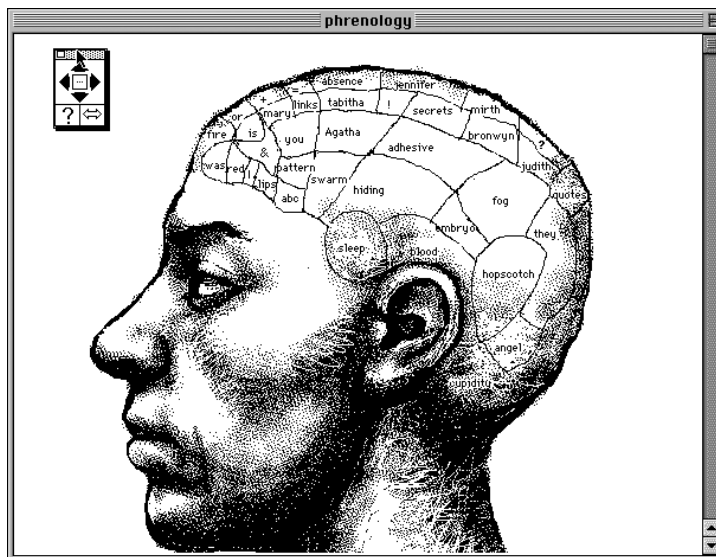 phrenology
? ⇔
absence
jennifer
+ =
or mary links tabitha ! secrets mirth
fire is you Agatha bronwyn ?
& adhesive
was red I pattern judith
lips swarm hiding quotes
abc fog
embryo they
sleep blood
hopscotch
angel
cupidity